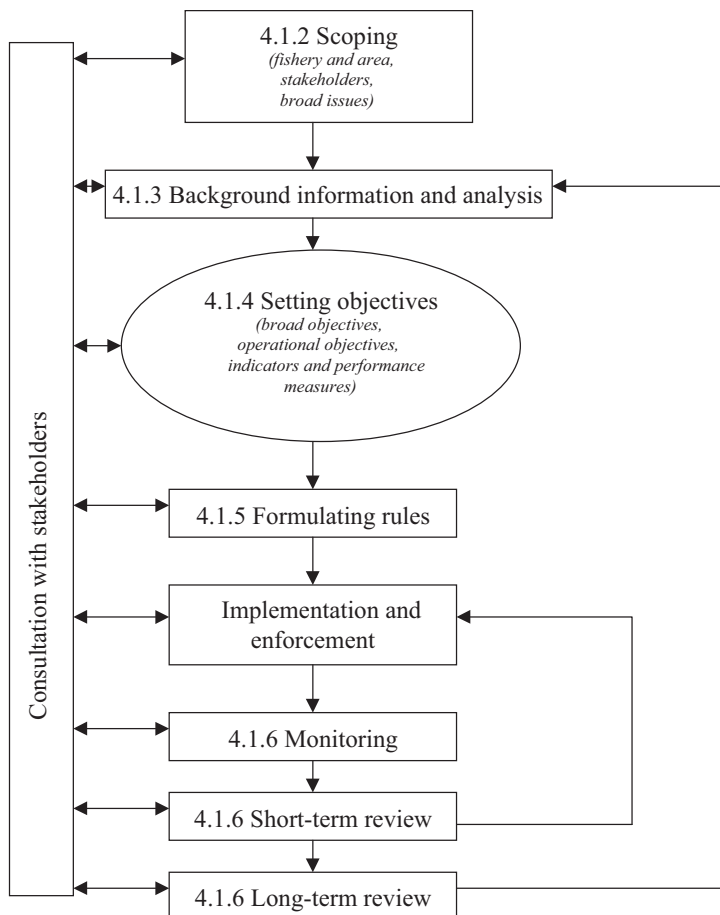 4.1.2 Scoping
(fishery and area,
stakeholders,
broad issues)
4.1.3 Background information and analysis
4.1.4 Setting objectives
(broad objectives,
operational objectives,
indicators and performance
measures)
Consultation with stakeholders
4.1.5 Formulating rules
Implementation and
enforcement
4.1.6 Monitoring
4.1.6 Short-term review
4.1.6 Long-term review